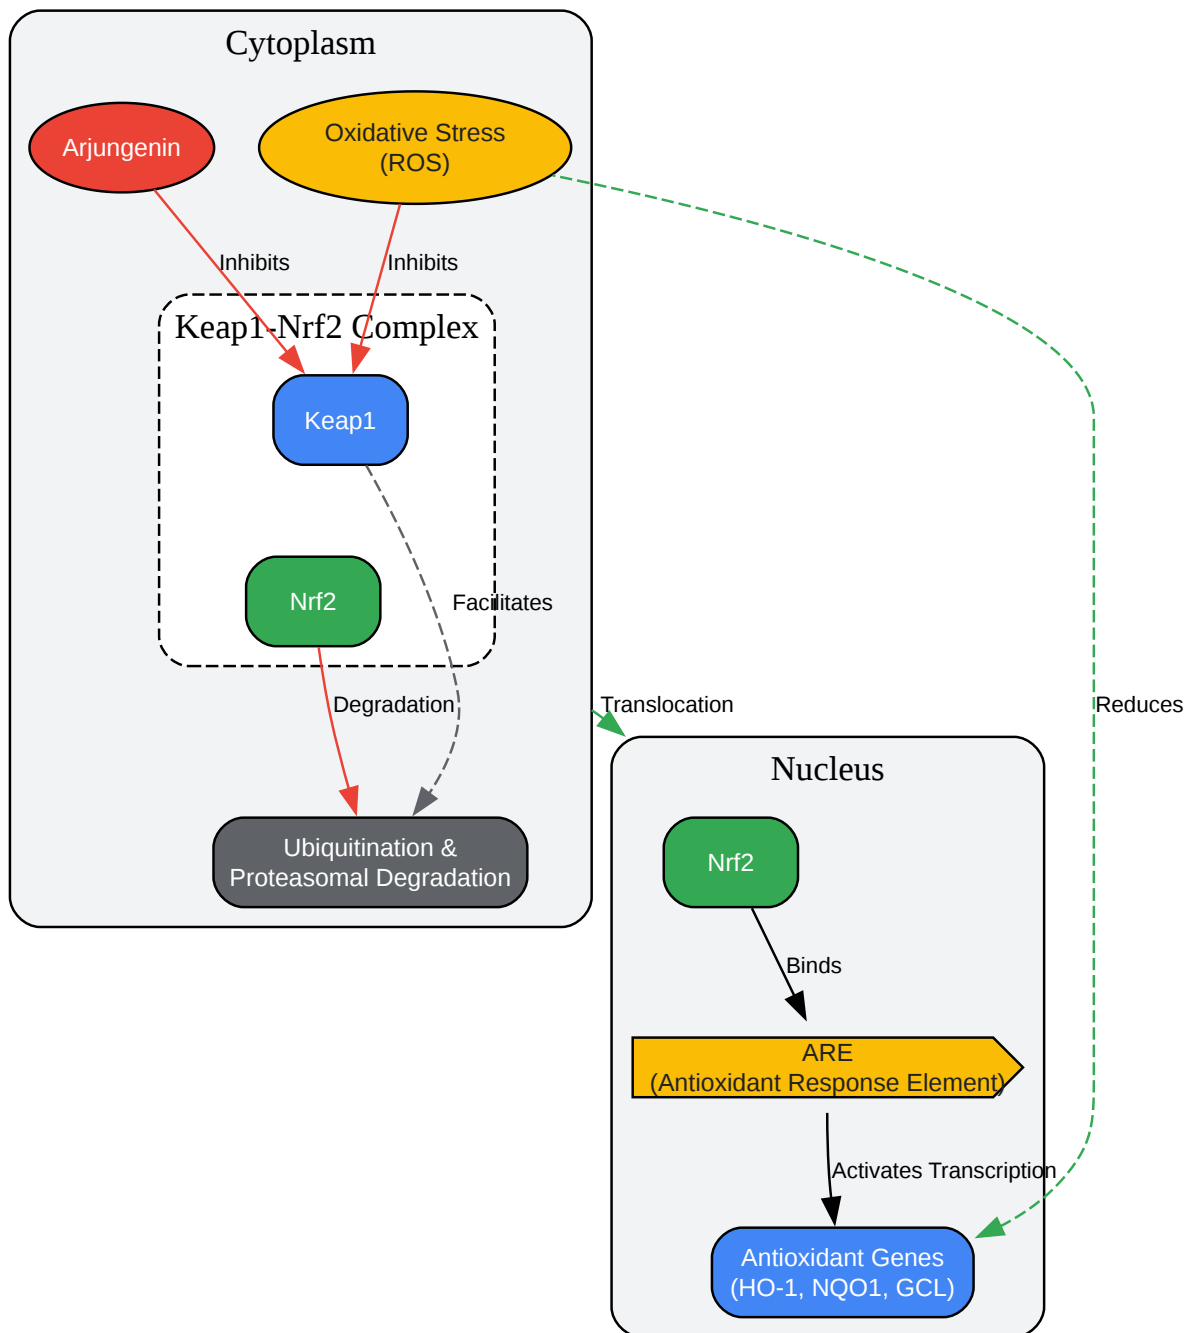 Cytoplasm
Arjungenin
Oxidative Stress
(ROS)
Inhibits
Inhibits
Keap1-Nrf2 Complex
Keap1
Nrf2
Facilitates
Degradation
Translocation
Reduces
Ubiquitination &
Proteasomal Degradation
Nucleus
Nrf2
Binds
ARE
(Antioxidant Response Element)
Activates Transcription
Antioxidant Genes
(HO-1, NQO1, GCL)